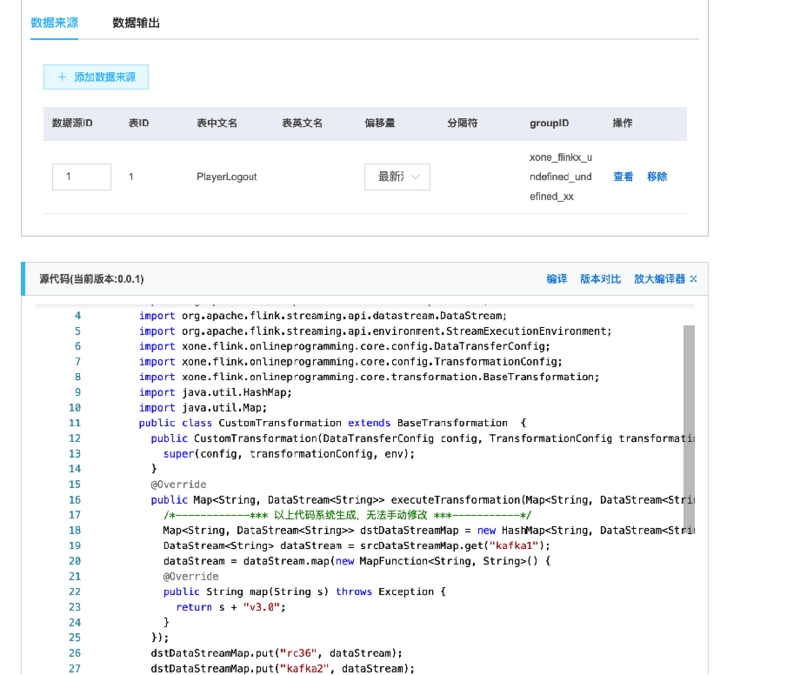 数据来源 数据输出
＋ 添加数据来源
数据源ID 表ID 表中文名 表英文名 偏移量 分隔符 groupID 操作
1 1 PlayerLogout 最新 xone_flinkx_u 查看 移除
ndefined_und
efined_xx
源代码(当前版本:0.0.1) 编译 版本对比 放大编译器
4 import org.apache.flink.streaming.api.datastream.DataStream;
5 import org.apache.flink.streaming.api.environment.StreamExecutionEnvironment;
6 import xone.flink.onlineprogramming.core.config.DataTransferConfig;
7 import xone.flink.onlineprogramming.core.config.TransformationConfig;
8 import xone.flink.onlineprogramming.core.transformation.BaseTransformation;
9 import java.util.HashMap;
10 import java.util.Map;
11 public class CustomTransformation extends BaseTransformation {
12 public CustomTransformation(DataTransferConfig config, TransformationConfig transformatio
13 super(config, transformationConfig, env);
14 }
15 @Override
16 public Map<String, DataStream<String>> executeTransformation(Map<String, DataStream<Stri
17 /*------------*** 以上代码系统生成，无法手动修改 ***-----------*/
18 Map<String, DataStream<String>> dstDataStreamMap = new HashMap<String, DataStream<Stri
19 DataStream<String> dataStream = srcDataStreamMap.get("kafka1");
20 dataStream = dataStream.map(new MapFunction<String, String>() {
21 @Override
22 public String map(String s) throws Exception {
23 return s + "v3.0";
24 }
25 });
26 dstDataStreamMap.put("rc36", dataStream);
27 dstDataStreamMap.put("kafka2", dataStream);